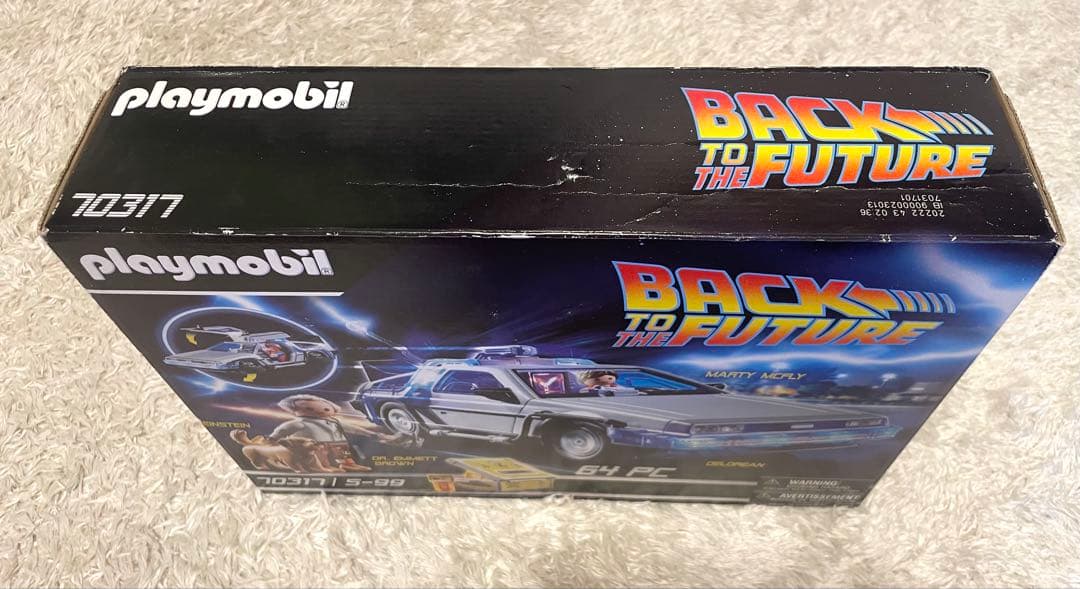 playmobil®
BACK
TO
THE FUTURE
70317
20222 43 02.36
IB 9000023013
7031701
playmobil®
BACK
TO
THE FUTURE
MARTY MCFLY
EINSTEIN
DR. EMMETT
BROWN
DELOREAN
64 PC
70317 | 5-99
WARNING:
AVERTISSEMENT